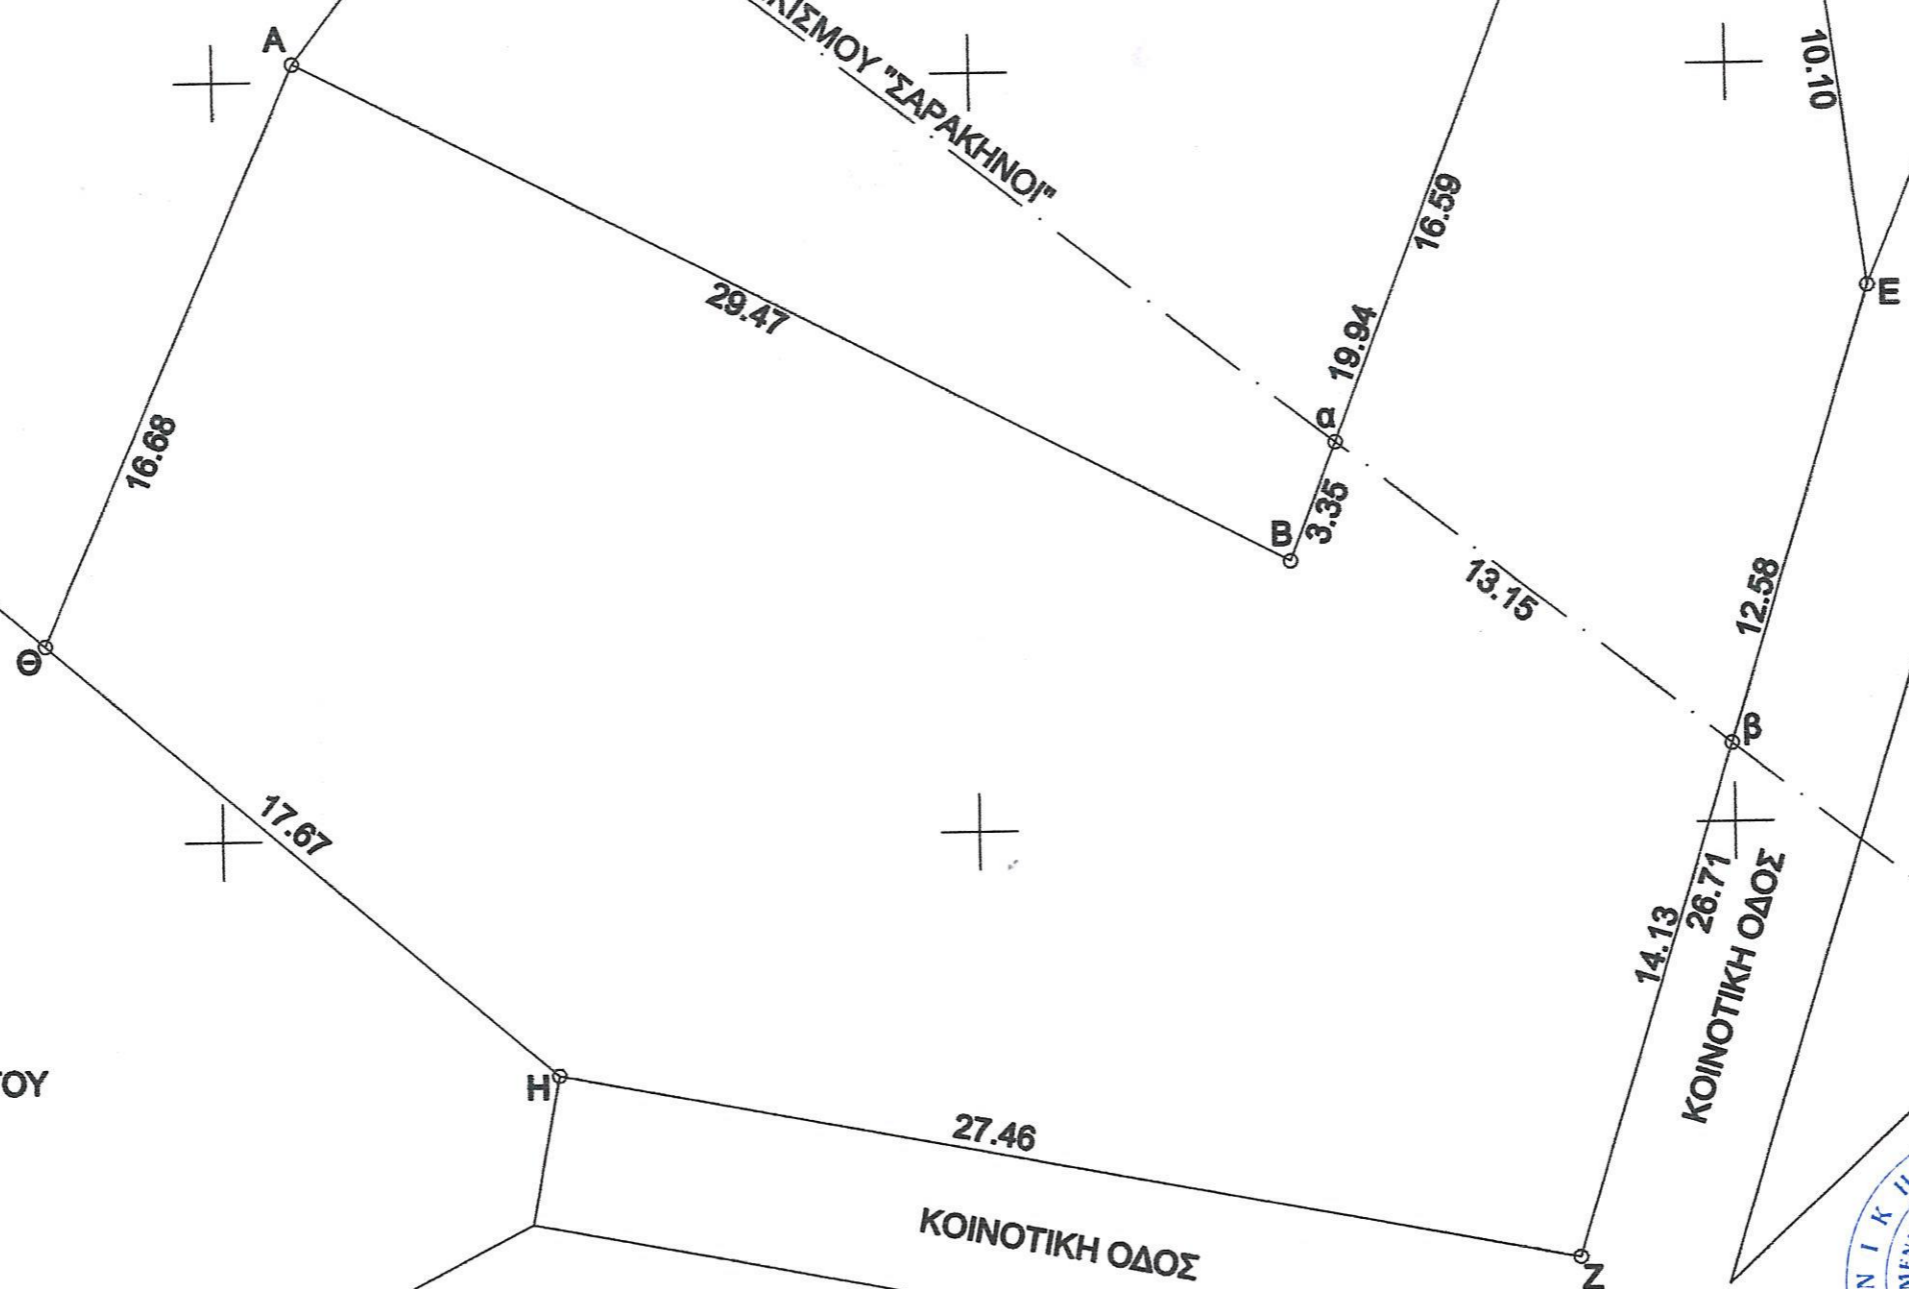 Α
ΣΜΟΥ "ΣΑΡΑΚΗΝΟΙ"
10.10
16.59
Ε
29.47
19.94
α
16.68
3.35
Β
13.15
12.58
Θ
β
17.67
26.71
14.13
ΚΟΙΝΟΤΙΚΗ ΟΔΟΣ
ΤΟΥ
Η
27.46
ΚΟΙΝΟΤΙΚΗ ΟΔΟΣ
Ζ
Ν Ι Κ Η